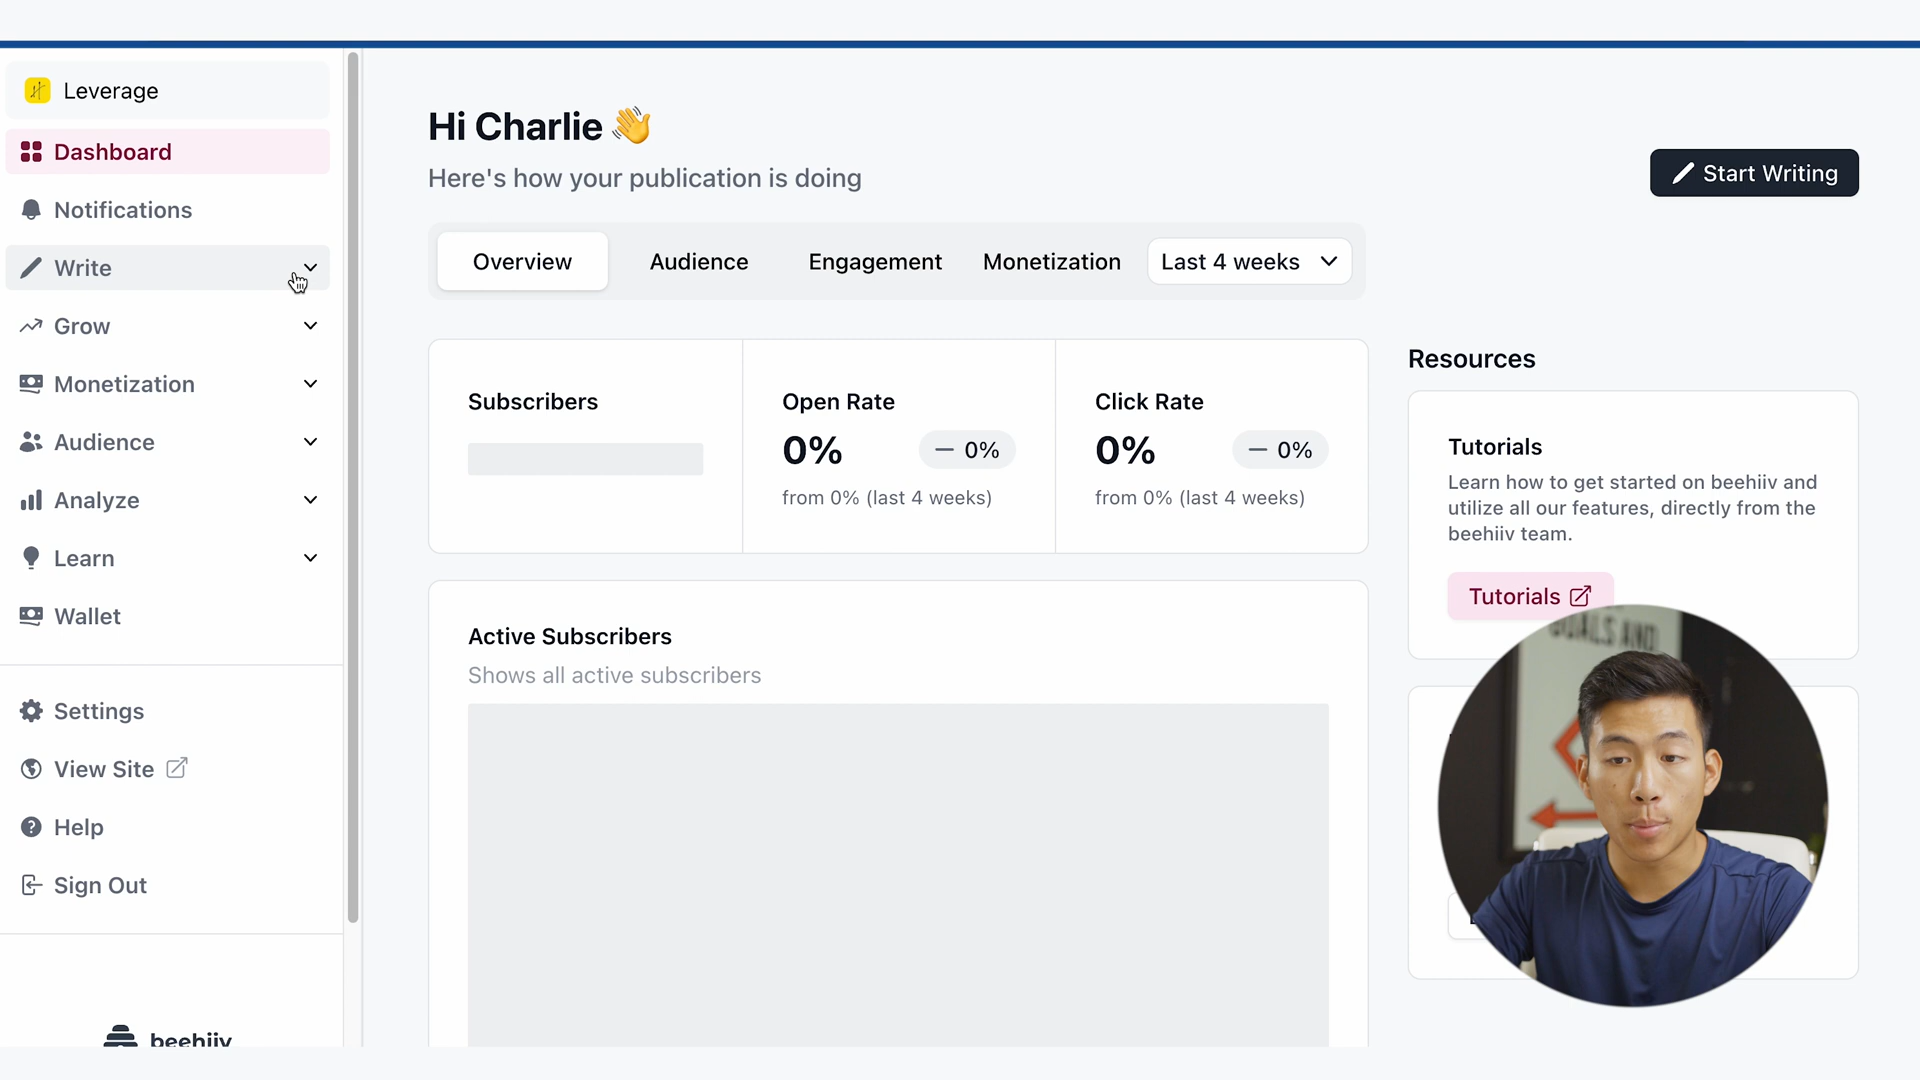 Leverage
Dashboard
Notifications
Write
Grow
Monetization
Audience
Analyze
Learn
Wallet
Settings
View Site
Help
Sign Out
beehiiv
Hi Charlie 👋
Here's how your publication is doing
Start Writing
Overview
Audience
Engagement
Monetization
Last 4 weeks
Subscribers
Open Rate
0%
— 0%
from 0% (last 4 weeks)
Click Rate
0%
— 0%
from 0% (last 4 weeks)
Active Subscribers
Shows all active subscribers
Resources
Tutorials
Learn how to get started on beehiiv and
utilize all our features, directly from the
beehiiv team.
Tutorials
GOALS AND